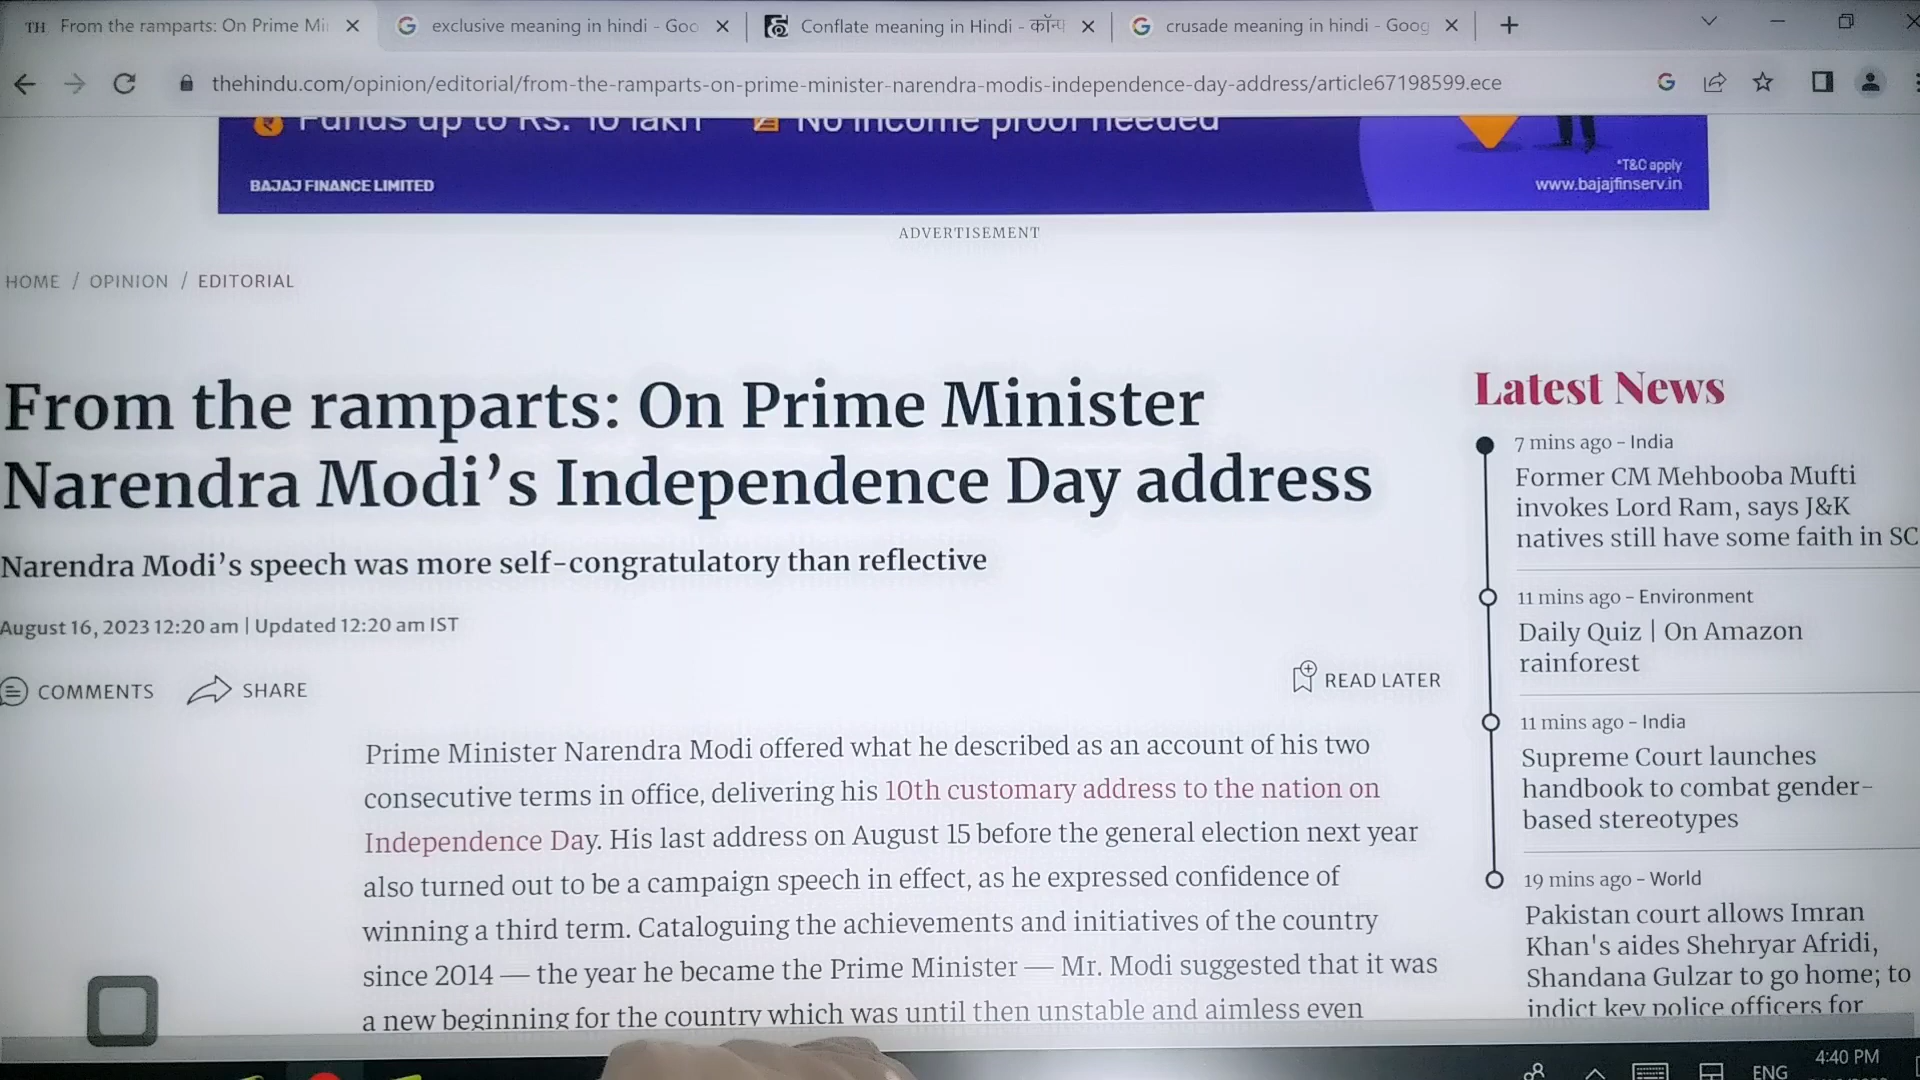 TH From the ramparts: On Prime Mi
exclusive meaning in hindi - Goo
Conflate meaning in Hindi -
crusade meaning in hindi - Goog
thehindu.com/opinion/editorial/from-the-ramparts-on-prime-minister-narendra-modis-independence-day-address/article67198599.ece
Funds up to Rs. 10 lakh No income proof needed
*T&C apply
BAJAJ FINANCE LIMITED
www.bajajfinserv.in
ADVERTISEMENT
HOME / OPINION / EDITORIAL
From the ramparts: On Prime Minister
Narendra Modi’s Independence Day address
Narendra Modi’s speech was more self-congratulatory than reflective
August 16, 2023 12:20 am | Updated 12:20 am IST
COMMENTS SHARE
READ LATER
Prime Minister Narendra Modi offered what he described as an account of his two
consecutive terms in office, delivering his 10th customary address to the nation on
Independence Day. His last address on August 15 before the general election next year
also turned out to be a campaign speech in effect, as he expressed confidence of
winning a third term. Cataloguing the achievements and initiatives of the country
since 2014 — the year he became the Prime Minister — Mr. Modi suggested that it was
a new beginning for the country which was until then unstable and aimless even
Latest News
7 mins ago - India
Former CM Mehbooba Mufti
invokes Lord Ram, says J&K
natives still have some faith in SC
11 mins ago - Environment
Daily Quiz | On Amazon
rainforest
11 mins ago - India
Supreme Court launches
handbook to combat gender-
based stereotypes
19 mins ago - World
Pakistan court allows Imran
Khan's aides Shehryar Afridi,
Shandana Gulzar to go home; to
indict key police officers for
4:40 PM
ENG